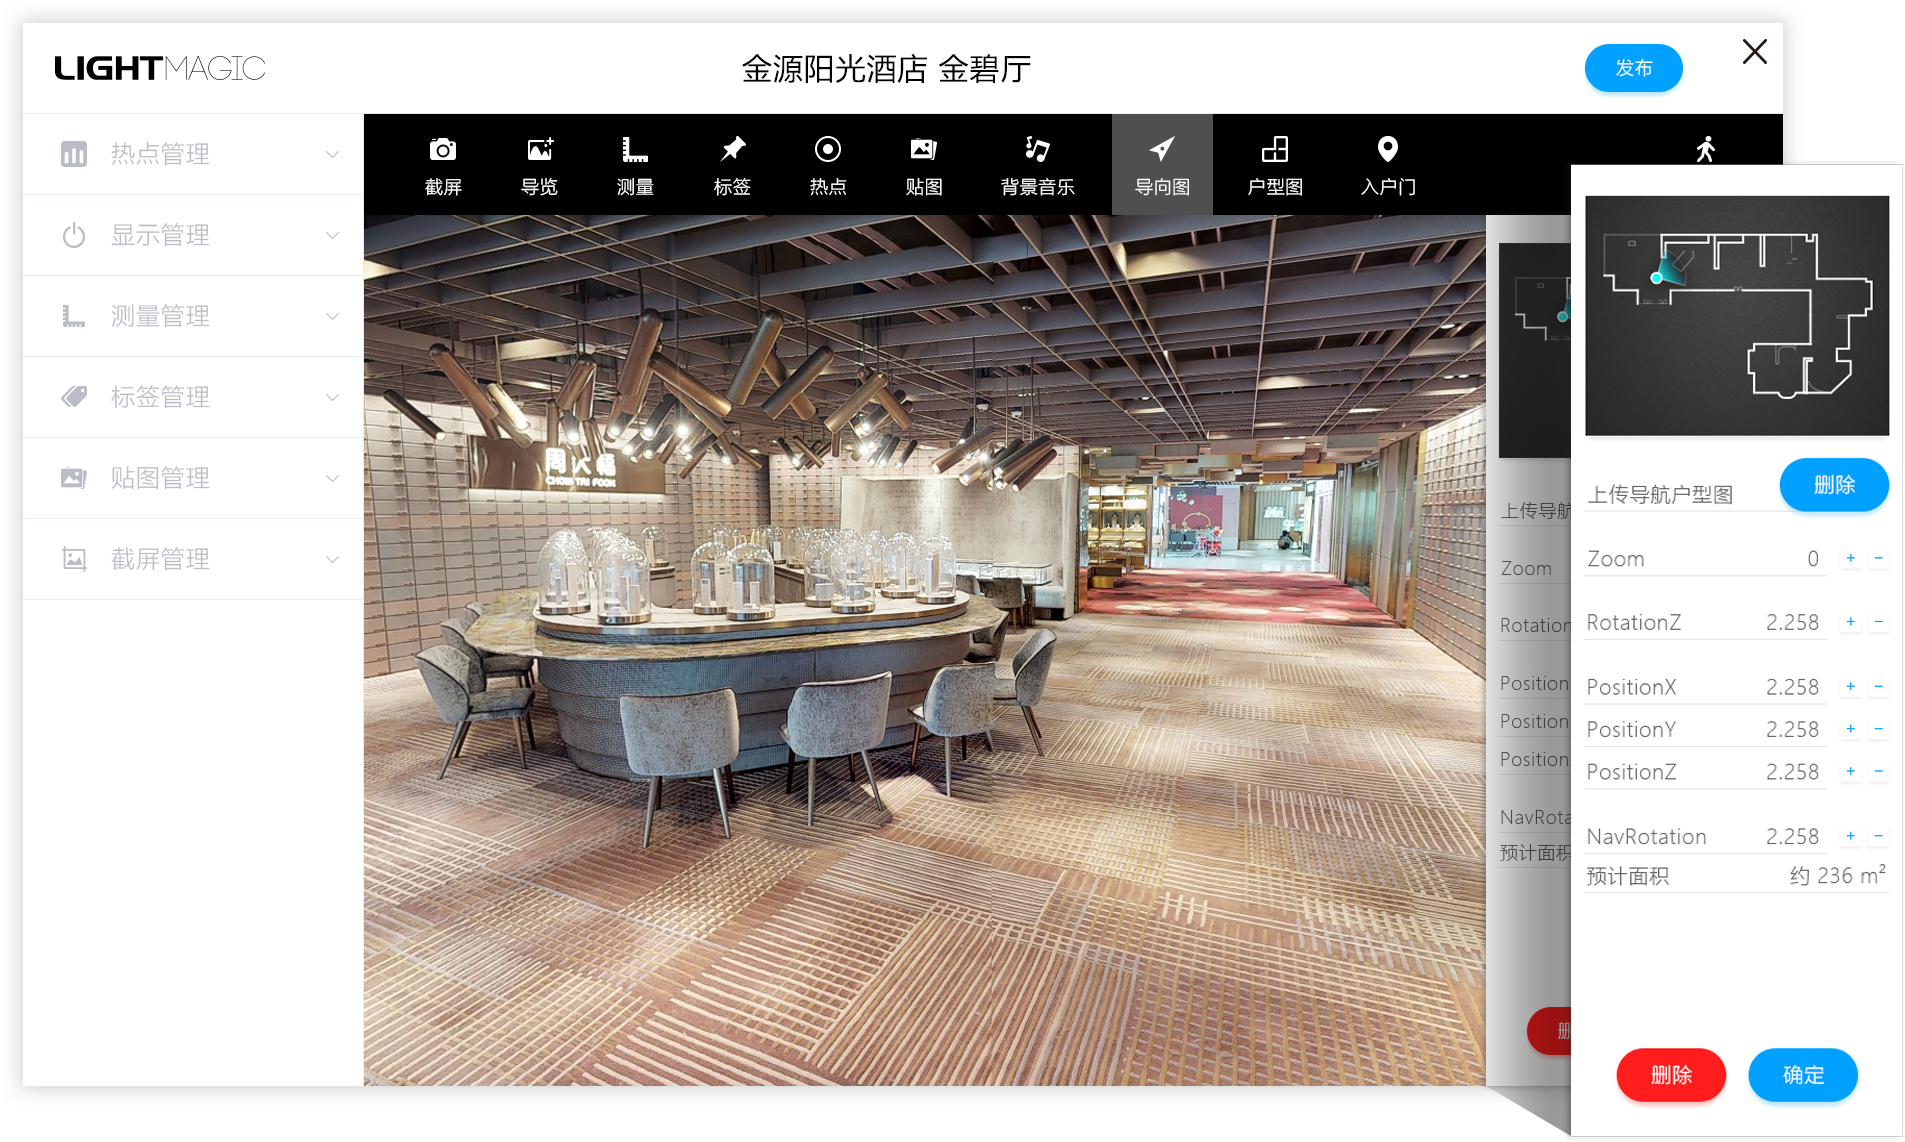 LIGHTMAGIC
金源阳光酒店 金碧厅
发布
热点管理
显示管理
测量管理
标签管理
贴图管理
截屏管理
截屏
导览
测量
标签
热点
贴图
背景音乐
导向图
户型图
入户门
周大福
CHOW TAI FOOK
上传导航
Zoom
Rotation
Position
Position
Position
NavRota
预计面积
删
上传导航户型图
删除
Zoom 0 + -
RotationZ 2.258 + -
PositionX 2.258 + -
PositionY 2.258 + -
PositionZ 2.258 + -
NavRotation 2.258 + -
预计面积 约 236 m²
删除
确定